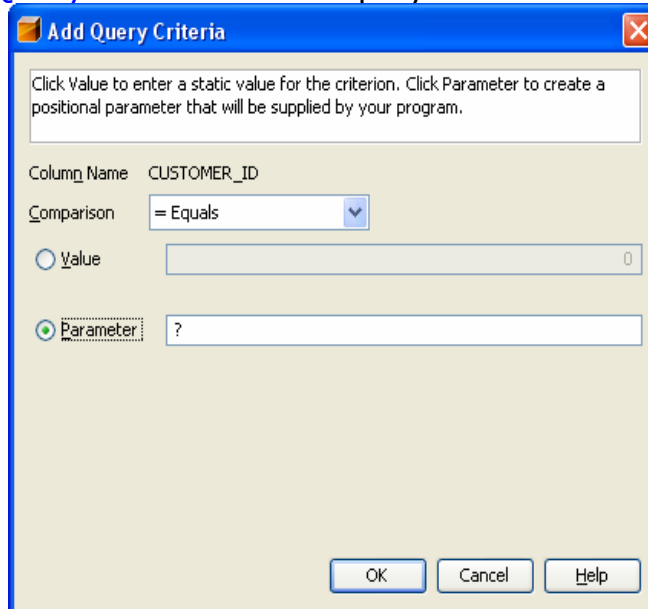 Add Query Criteria
Click Value to enter a static value for the criterion. Click Parameter to create a
positional parameter that will be supplied by your program.
Column Name CUSTOMER_ID
Comparison = Equals
Value 0
Parameter ?
OK Cancel Help